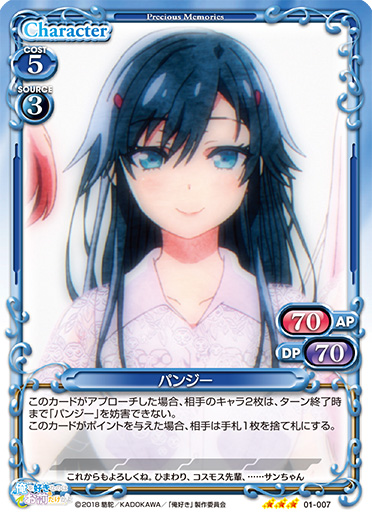 Precious Memories
Character
COST
5
SOURCE
3
70 AP
DP 70
パンジー
このカードがアプローチした場合、相手のキャラ2枚は、ターン終了時
まで「パンジー」を妨害できない。
このカードがポイントを与えた場合、相手は手札1枚を捨て札にする。
これからもよろしくね。ひまわり、コスモス先輩、……サンちゃん
©2018 駱駝/KADOKAWA/「俺好き」製作委員会
01-007